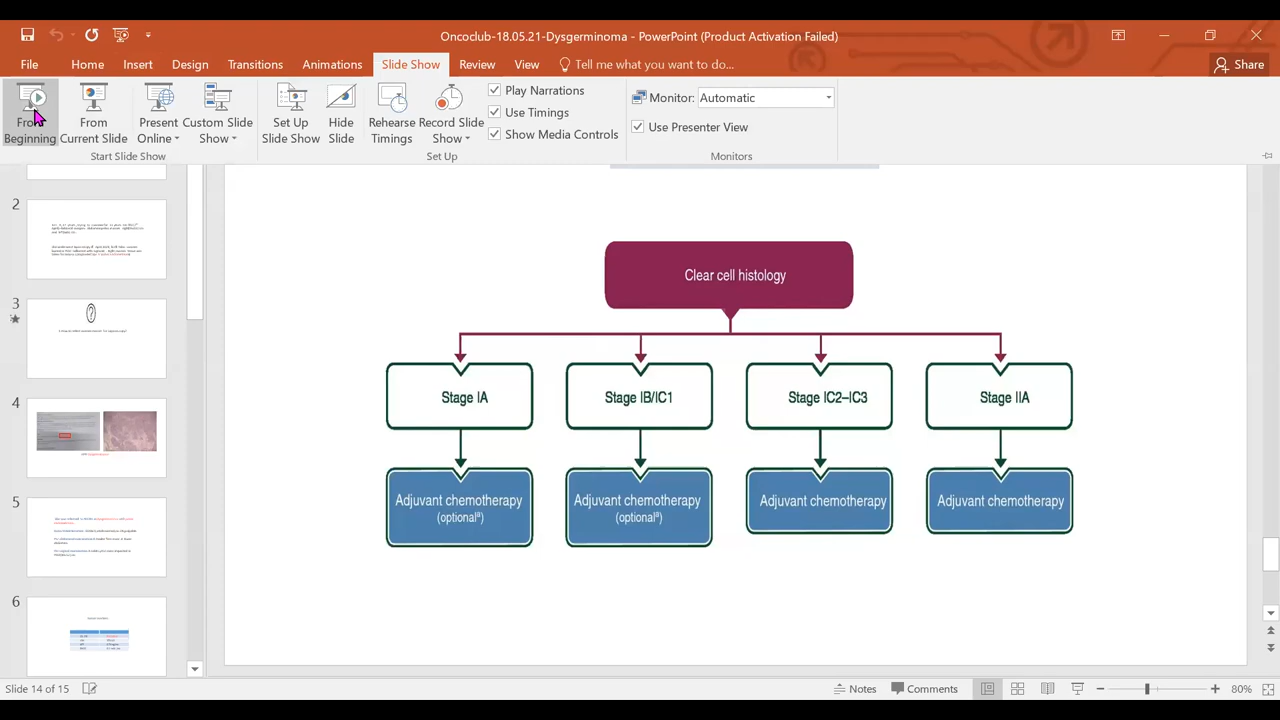 Oncoclub-18.05.21-Dysgerminoma - PowerPoint (Product Activation Failed)
File Home Insert Design Transitions Animations Slide Show Review View Tell me what you want to do... Share
From Beginning
From Current Slide
Present Online
Custom Slide Show
Start Slide Show
Set Up Slide Show
Hide Slide
Rehearse Timings
Record Slide Show
Play Narrations
Use Timings
Show Media Controls
Set Up
Monitor: Automatic
Use Presenter View
Monitors
2
3
4
5
6
Clear cell histology
Stage IA Stage IB/IC1 Stage IC2–IC3 Stage IIA
Adjuvant chemotherapy
(optionalª)
Adjuvant chemotherapy
(optionalª)
Adjuvant chemotherapy
Adjuvant chemotherapy
Slide 14 of 15
Notes Comments 80%